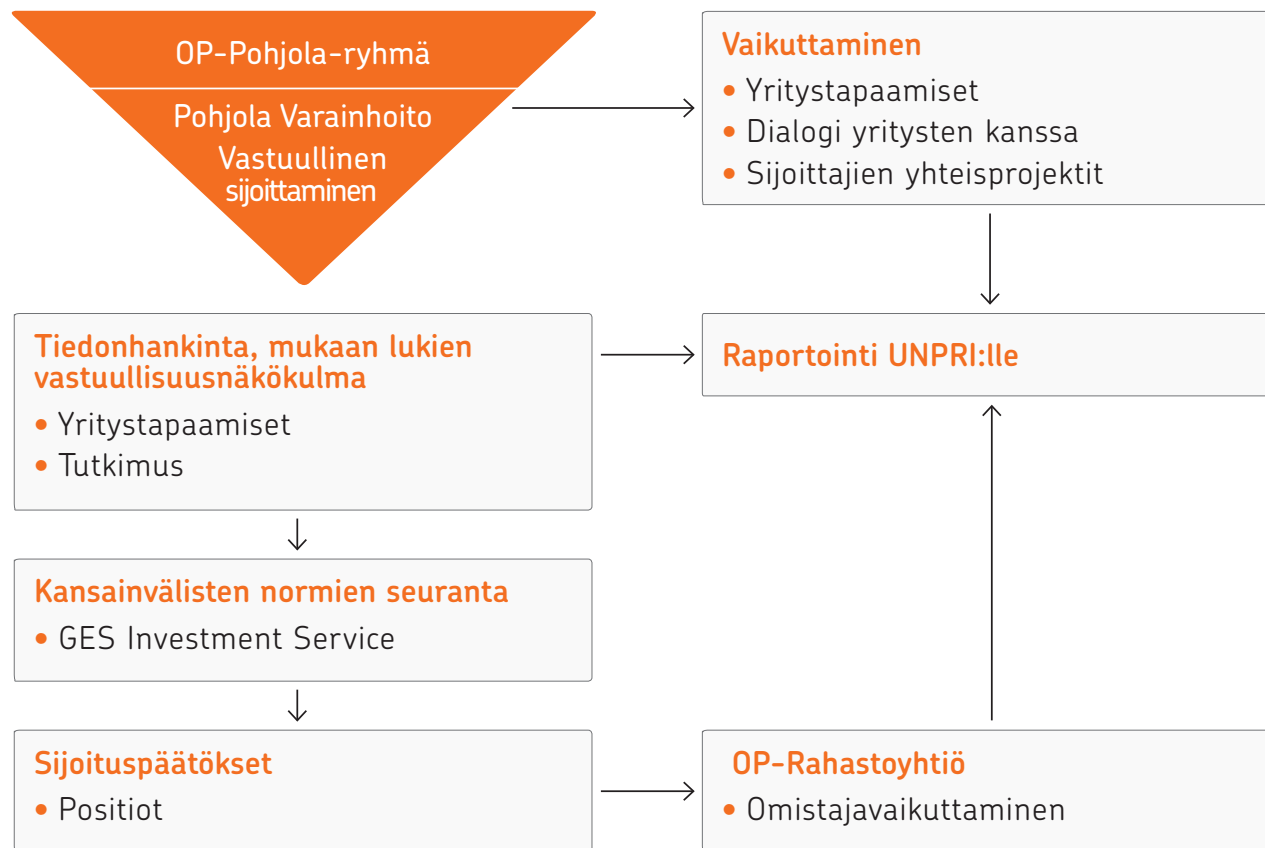 OP-Pohjola-ryhmä
Pohjola Varainhoito
Vastuullinen
sijoittaminen
Vaikuttaminen
• Yritystapaamiset
• Dialogi yritysten kanssa
• Sijoittajien yhteisprojektit
Tiedonhankinta, mukaan lukien
vastuullisuusnäkökulma
• Yritystapaamiset
• Tutkimus
Raportointi UNPRI:lle
Kansainvälisten normien seuranta
• GES Investment Service
Sijoituspäätökset
• Positiot
OP-Rahastoyhtiö
• Omistajavaikuttaminen